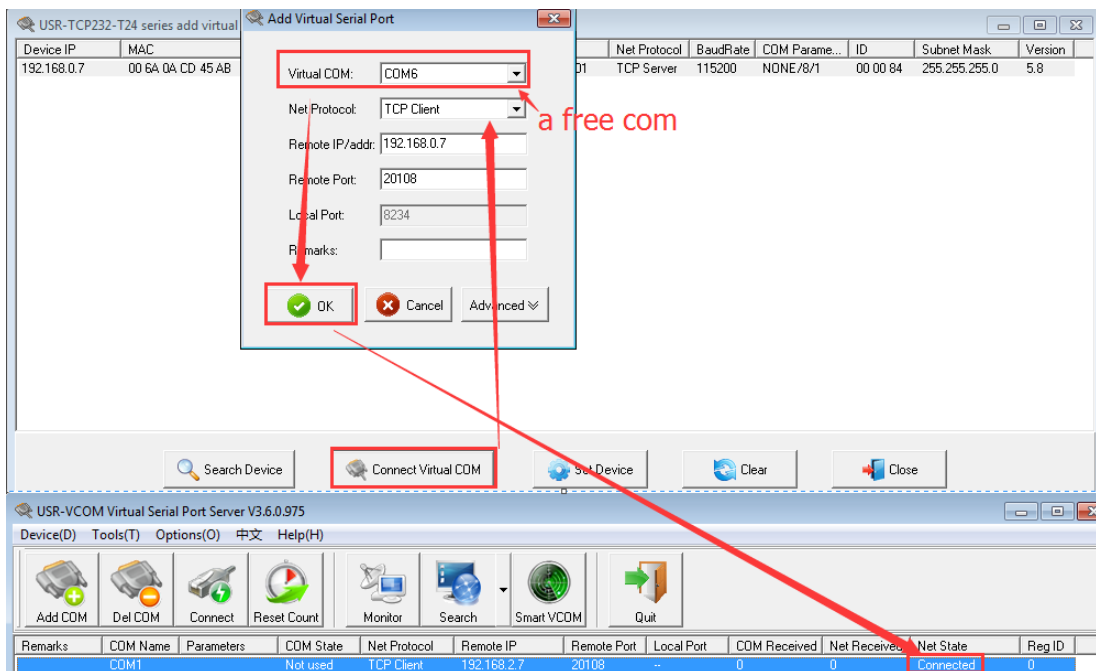 USR-TCP232-T24 series add virtual
Add Virtual Serial Port
Device IP MAC Net Protocol BaudRate COM Parame... ID Subnet Mask Version
192.168.0.7 00 6A 0A CD 45 AB 01 TCP Server 115200 NONE/8/1 00 00 84 255.255.255.0 5.8
Virtual COM: COM6
a free com
Net Protocol: TCP Client
Remote IP/addr: 192.168.0.7
Remote Port: 20108
Local Port: 8234
Remarks:
OK Cancel Advanced
Search Device Connect Virtual COM Set Device Clear Close
USR-VCOM Virtual Serial Port Server V3.6.0.975
Device(D) Tools(T) Options(O) 中文 Help(H)
Add COM Del COM Connect Reset Count Monitor Search Smart VCOM Quit
Remarks COM Name Parameters COM State Net Protocol Remote IP Remote Port Local Port COM Received Net Received Net State Reg ID
COM1 Not used TCP Client 192.168.2.7 20108 -- 0 0 Connected 0